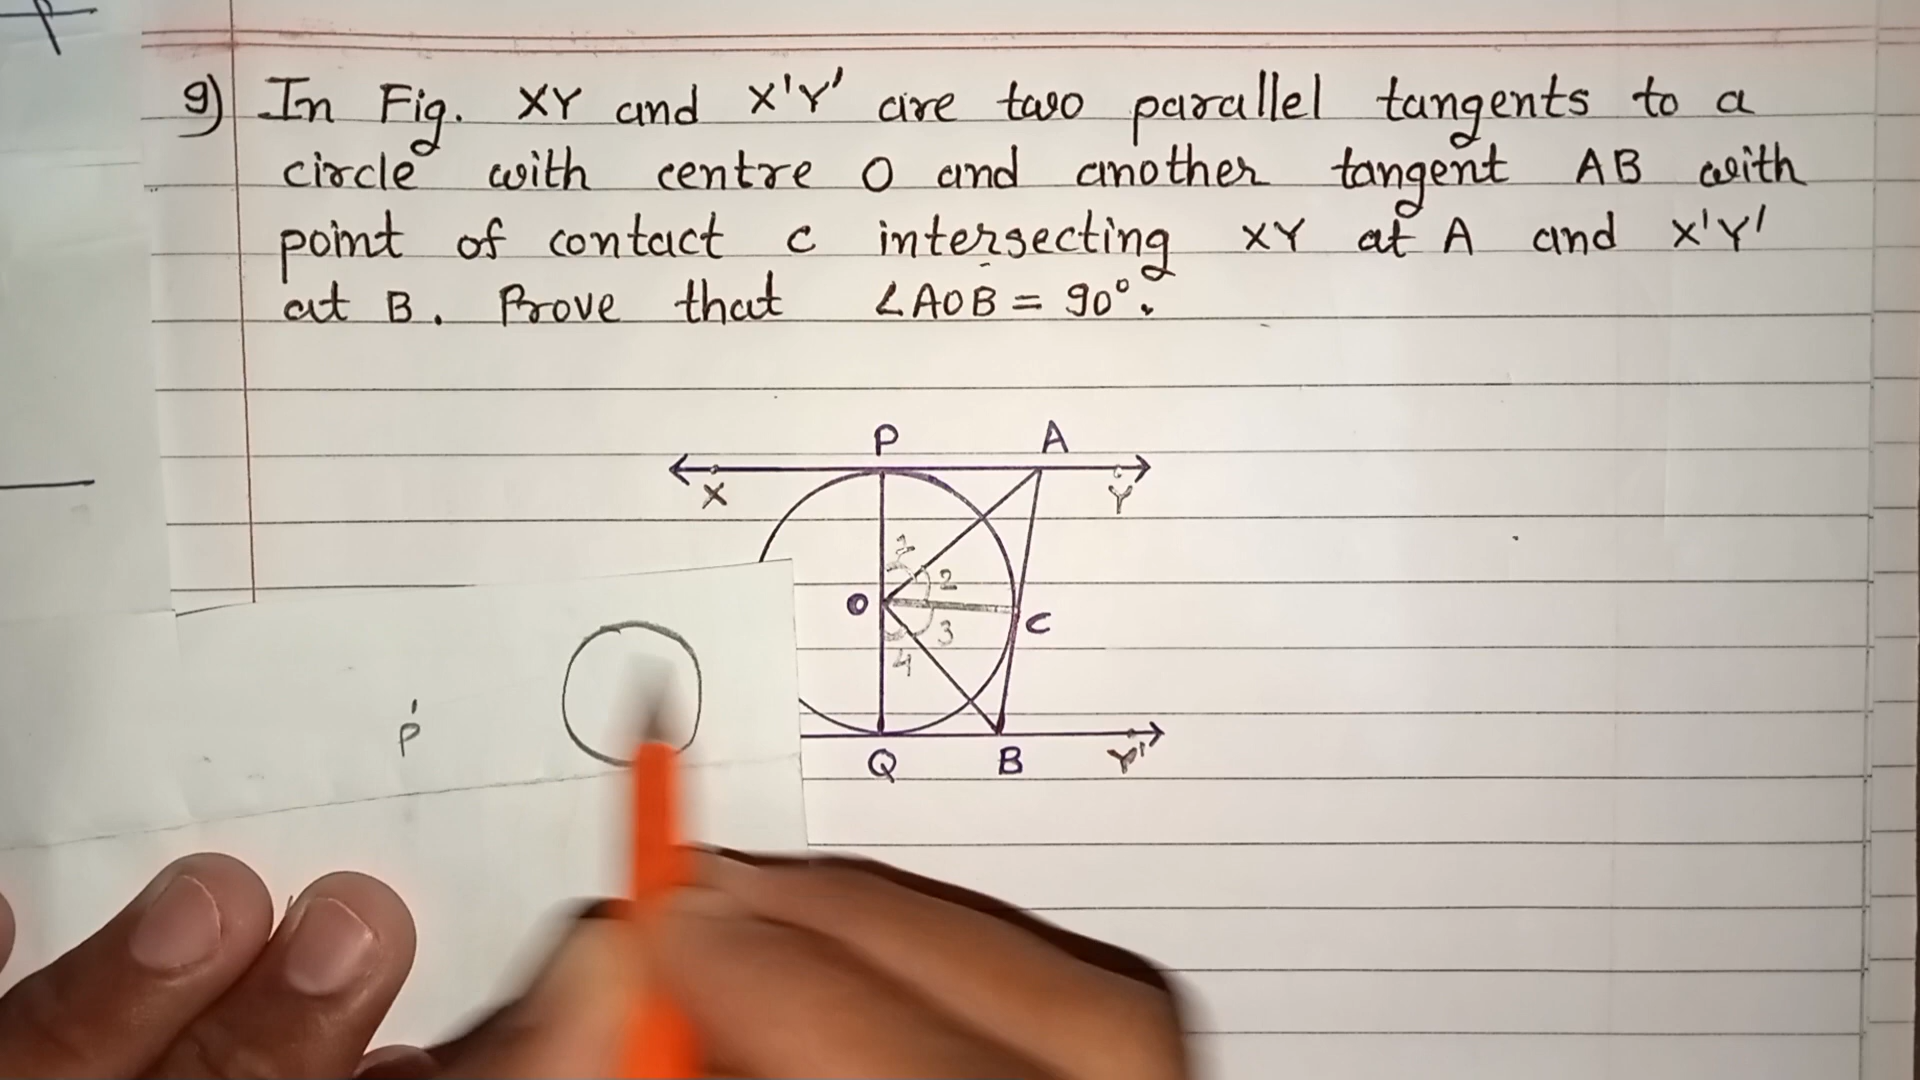 9) In Fig. XY and X'Y' are two parallel tangents to a
circle with centre O and another tangent AB with
point of contact C intersecting XY at A and X'Y'
at B. Prove that ∠AOB = 90°.
P A
X Y
1
2
O C
3
4
P
Q B Y'